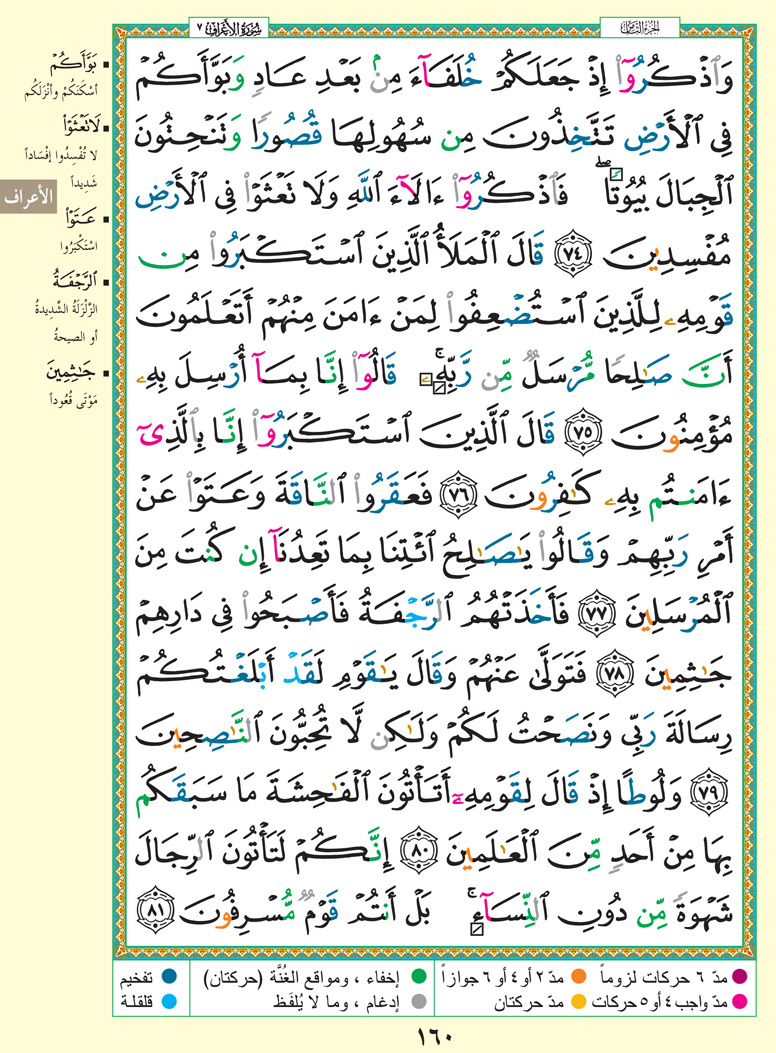 الجزء الثامن
سورة الأعراف ٧
وَٱذْكُرُوٓا۟ إِذْ جَعَلَكُمْ خُلَفَآءَ مِنۢ بَعْدِ عَادٍ وَبَوَّأَكُمْ
فِى ٱلْأَرْضِ تَتَّخِذُونَ مِن سُهُولِهَا قُصُورًا وَتَنْحِتُونَ
ٱلْجِبَالَ بُيُوتًا ۖ فَٱذْكُرُوٓا۟ ءَالَآءَ ٱللَّهِ وَلَا تَعْثَوْا۟ فِى ٱلْأَرْضِ
مُفْسِدِينَ ٧٤ قَالَ ٱلْمَلَأُ ٱلَّذِينَ ٱسْتَكْبَرُوا۟ مِن
قَوْمِهِۦ لِلَّذِينَ ٱسْتُضْعِفُوا۟ لِمَنْ ءَامَنَ مِنْهُمْ أَتَعْلَمُونَ
أَنَّ صَـٰلِحًا مُّرْسَلٌ مِّن رَّبِّهِۦ ۚ قَالُوٓا۟ إِنَّا بِمَآ أُرْسِلَ بِهِۦ
مُؤْمِنُونَ ٧٥ قَالَ ٱلَّذِينَ ٱسْتَكْبَرُوٓا۟ إِنَّا بِٱلَّذِىٓ
ءَامَنتُم بِهِۦ كَـٰفِرُونَ ٧٦ فَعَقَرُوا۟ ٱلنَّاقَةَ وَعَتَوْا۟ عَنْ
أَمْرِ رَبِّهِمْ وَقَالُوا۟ يَـٰصَـٰلِحُ ٱئْتِنَا بِمَا تَعِدُنَآ إِن كُنتَ مِنَ
ٱلْمُرْسَلِينَ ٧٧ فَأَخَذَتْهُمُ ٱلرَّجْفَةُ فَأَصْبَحُوا۟ فِى دَارِهِمْ
جَـٰثِمِينَ ٧٨ فَتَوَلَّىٰ عَنْهُمْ وَقَالَ يَـٰقَوْمِ لَقَدْ أَبْلَغْتُكُمْ
رِسَالَةَ رَبِّى وَنَصَحْتُ لَكُمْ وَلَـٰكِن لَّا تُحِبُّونَ ٱلنَّـٰصِحِينَ
٧٩ وَلُوطًا إِذْ قَالَ لِقَوْمِهِۦٓ أَتَأْتُونَ ٱلْفَـٰحِشَةَ مَا سَبَقَكُم
بِهَا مِنْ أَحَدٍ مِّنَ ٱلْعَـٰلَمِينَ ٨٠ إِنَّكُمْ لَتَأْتُونَ ٱلرِّجَالَ
شَهْوَةً مِّن دُونِ ٱلنِّسَآءِ ۚ بَلْ أَنتُمْ قَوْمٌ مُّسْرِفُونَ ٨١
بَوَّأَكُمْ
أَسْكَنَكُمْ وَأَنْزَلَكُم
لَا تَعْثَوْا۟
لا تُفْسِدُوا إفْسَاداً
شَدِيداً
الأعراف
عَتَوْا۟
اسْتَكْبَرُوا
ٱلرَّجْفَةُ
الزَّلْزَلَةُ الشَّدِيدةُ
أو الصيحةُ
جَـٰثِمِينَ
مَوْتَى قُعُوداً
مدّ ٦ حركات لزوماً
مدّ ٢ أو ٤ أو ٦ جوازاً
إخفاء ، ومواقع الغُنَّة (حركتان)
تفخيم
مدّ واجب ٤ أو ٥ حركات
مدّ حركتان
إدغام ، وما لا يُلفَظ
قلقلة
١٦٠